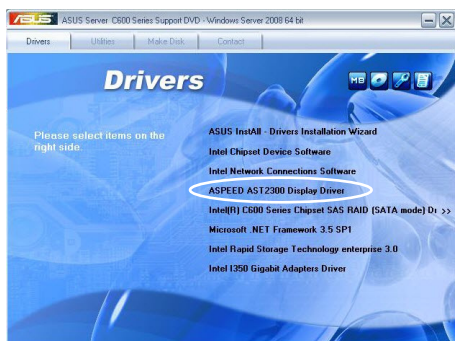 ASUS ASUS Server C600 Series Support DVD - Windows Server 2008 64 bit
Drivers Utilities Make Disk Contact
Drivers
MB
Please select items on the
right side.
ASUS InstAll - Drivers Installation Wizard
Intel Chipset Device Software
Intel Network Connections Software
ASPEED AST2300 Display Driver
Intel(R) C600 Series Chipset SAS RAID (SATA mode) Dı >>
Microsoft .NET Framework 3.5 SP1
Intel Rapid Storage Technology enterprise 3.0
Intel I350 Gigabit Adapters Driver